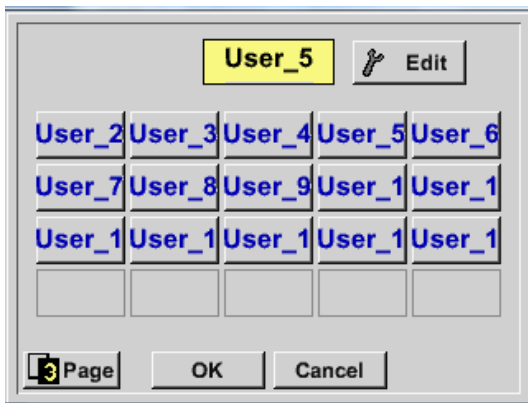 User_5 Edit
User_2 User_3 User_4 User_5 User_6
User_7 User_8 User_9 User_1 User_1
User_1 User_1 User_1 User_1 User_1
3 Page OK Cancel